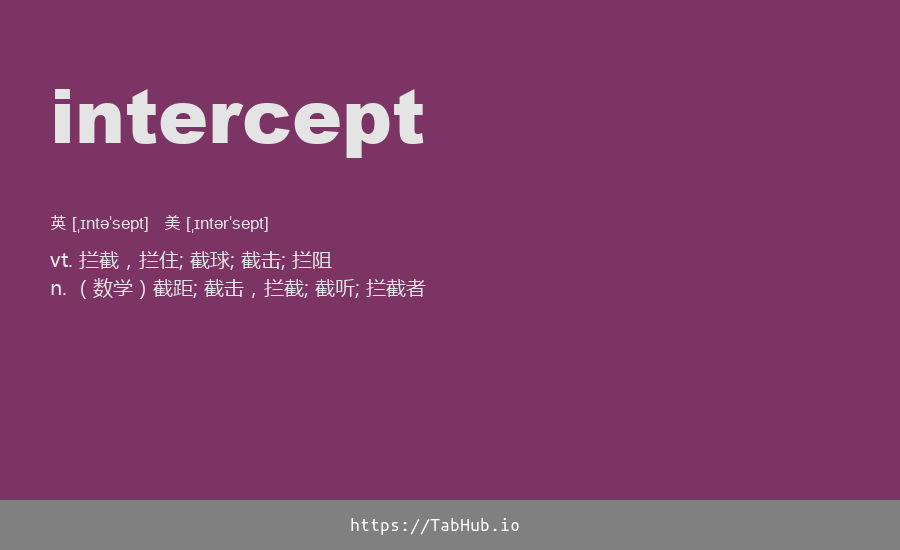 intercept
英 [ˌɪntəˈsept] 美 [ˌɪntərˈsept]
vt. 拦截，拦住; 截球; 截击; 拦阻
n. （数学）截距; 截击，拦截; 截听; 拦截者
https://TabHub.io